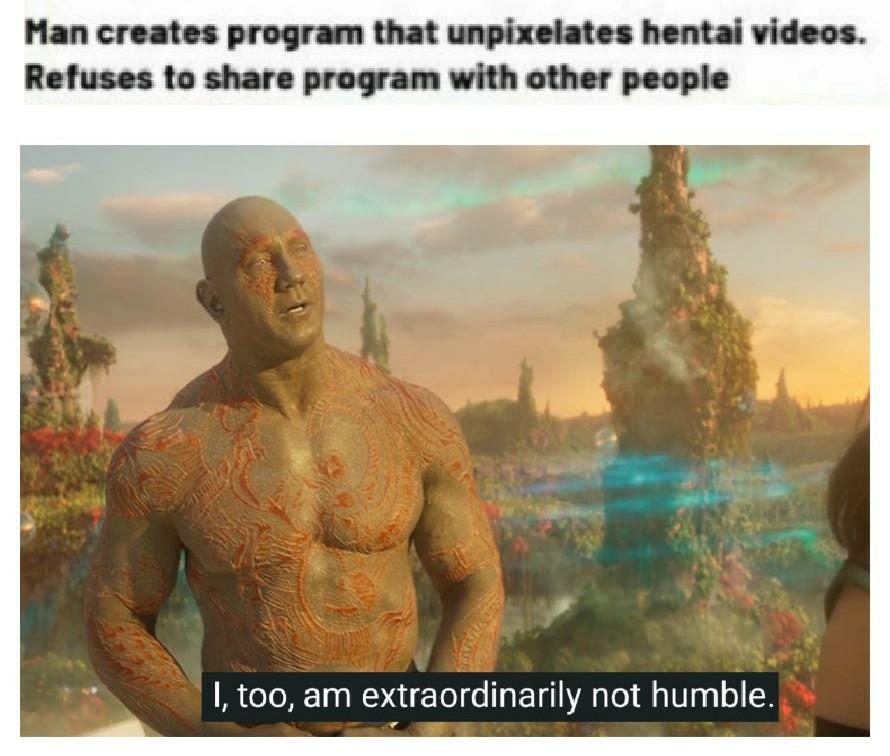 Man creates program that unpixelates hentai videos.
Refuses to share program with other people
I, too, am extraordinarily not humble.